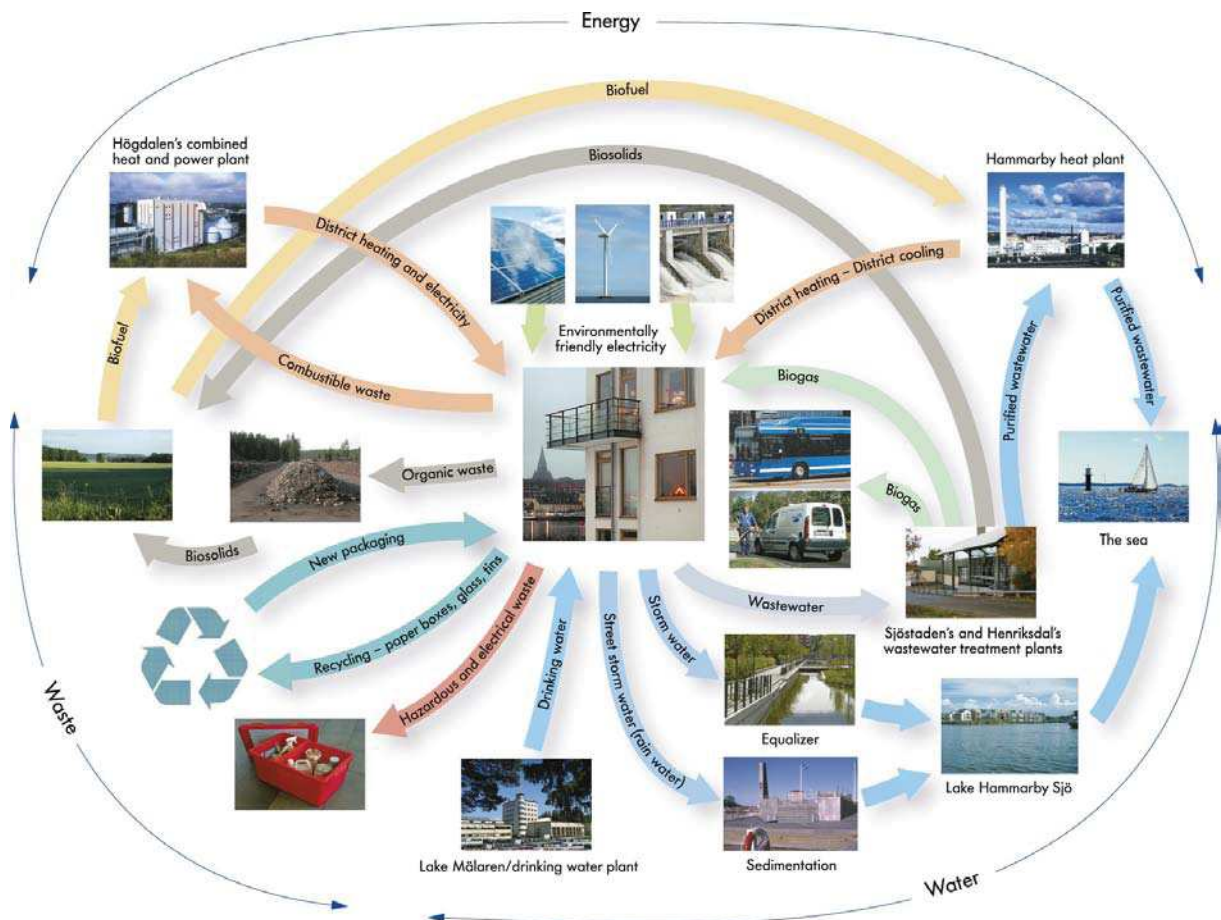 Energy
Biofuel
Högdalen's combined
heat and power plant
Biosolids
Hammarby heat plant
District heating and electricity
District heating – District cooling
Environmentally
friendly electricity
Biofuel
Combustible waste
Biogas
Purified wastewater
Purified wastewater
Organic waste
Biogas
The sea
Biosolids
New packaging
Recycling – paper boxes, glass, tins
Hazardous and electrical waste
Drinking water
Street storm water (rain water)
Storm water
Wastewater
Sjöstaden's and Henriksdal's
wastewater treatment plants
Waste
Equalizer
Lake Hammarby Sjö
Lake Mälaren/drinking water plant
Sedimentation
Water